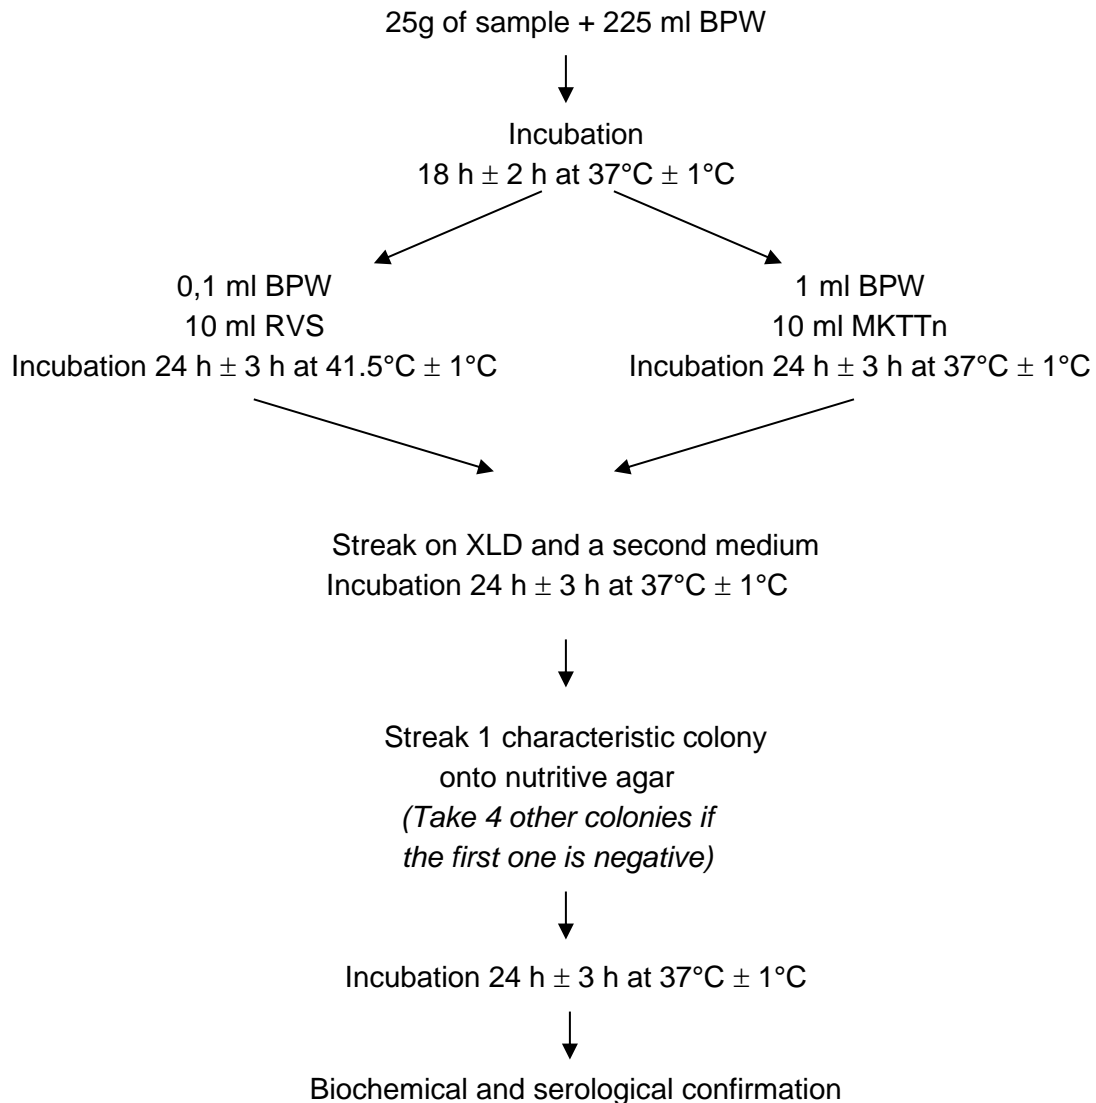 25g of sample + 225 ml BPW
Incubation
18 h ± 2 h at 37°C ± 1°C
0,1 ml BPW
10 ml RVS
Incubation 24 h ± 3 h at 41.5°C ± 1°C
1 ml BPW
10 ml MKTTn
Incubation 24 h ± 3 h at 37°C ± 1°C
Streak on XLD and a second medium
Incubation 24 h ± 3 h at 37°C ± 1°C
Streak 1 characteristic colony
onto nutritive agar
(Take 4 other colonies if
the first one is negative)
Incubation 24 h ± 3 h at 37°C ± 1°C
Biochemical and serological confirmation